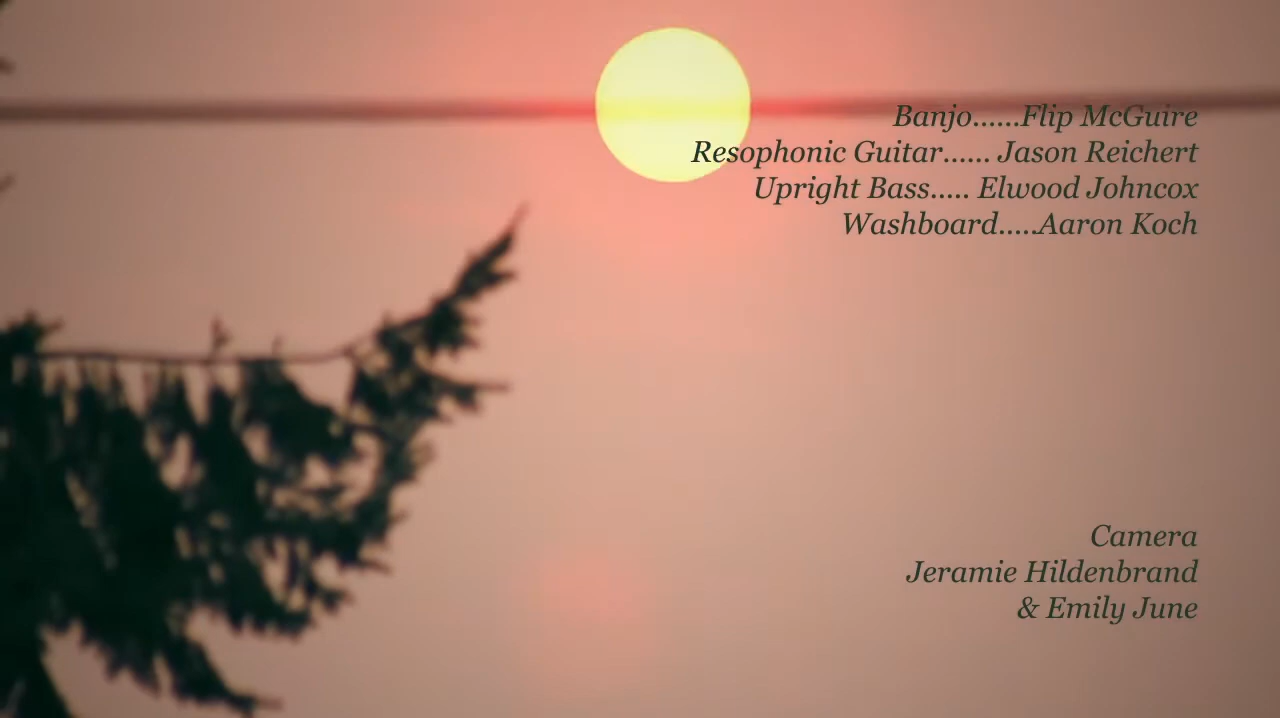 Banjo......Flip McGuire
Resophonic Guitar...... Jason Reichert
Upright Bass..... Elwood Johncox
Washboard.....Aaron Koch
Camera
Jeramie Hildenbrand
& Emily June